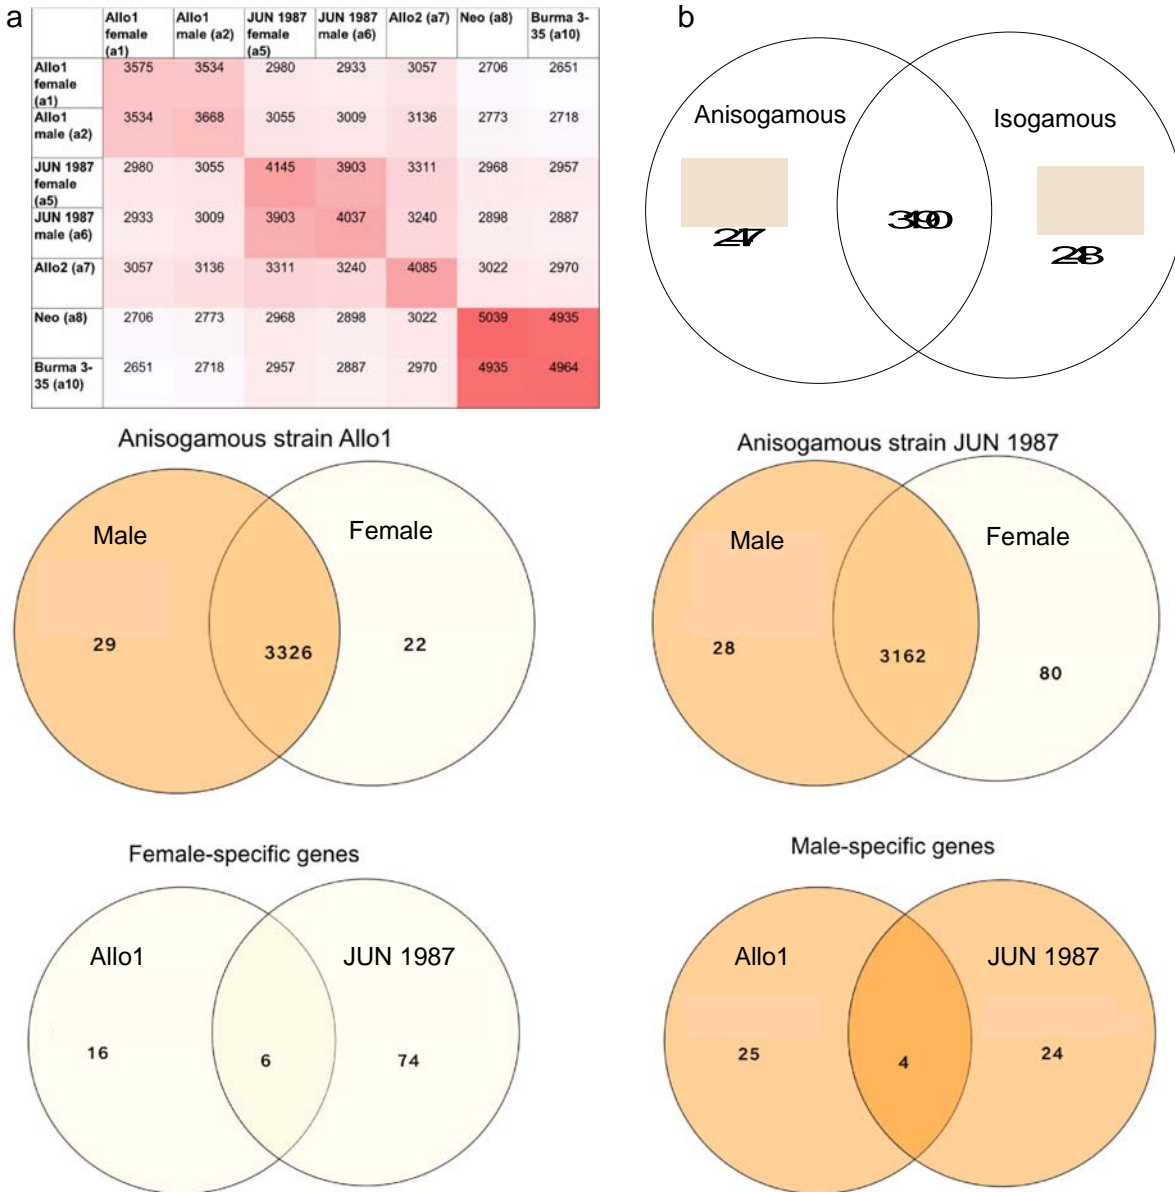 a
Allo1 female (a1) Allo1 male (a2) JUN 1987 female (a5) JUN 1987 male (a6) Allo2 (a7) Neo (a8) Burma 3-35 (a10)
Allo1 female (a1) 3575 3534 2980 2933 3057 2706 2651
Allo1 male (a2) 3534 3668 3055 3009 3136 2773 2718
JUN 1987 female (a5) 2980 3055 4145 3903 3311 2968 2957
JUN 1987 male (a6) 2933 3009 3903 4037 3240 2898 2887
Allo2 (a7) 3057 3136 3311 3240 4085 3022 2970
Neo (a8) 2706 2773 2968 2898 3022 5039 4935
Burma 3-35 (a10) 2651 2718 2957 2887 2970 4935 4964
b
Anisogamous Isogamous
Anisogamous strain Allo1
Male Female
29 3326 22
Anisogamous strain JUN 1987
Male Female
28 3162 80
Female-specific genes
Allo1 JUN 1987
16 6 74
Male-specific genes
Allo1 JUN 1987
25 4 24